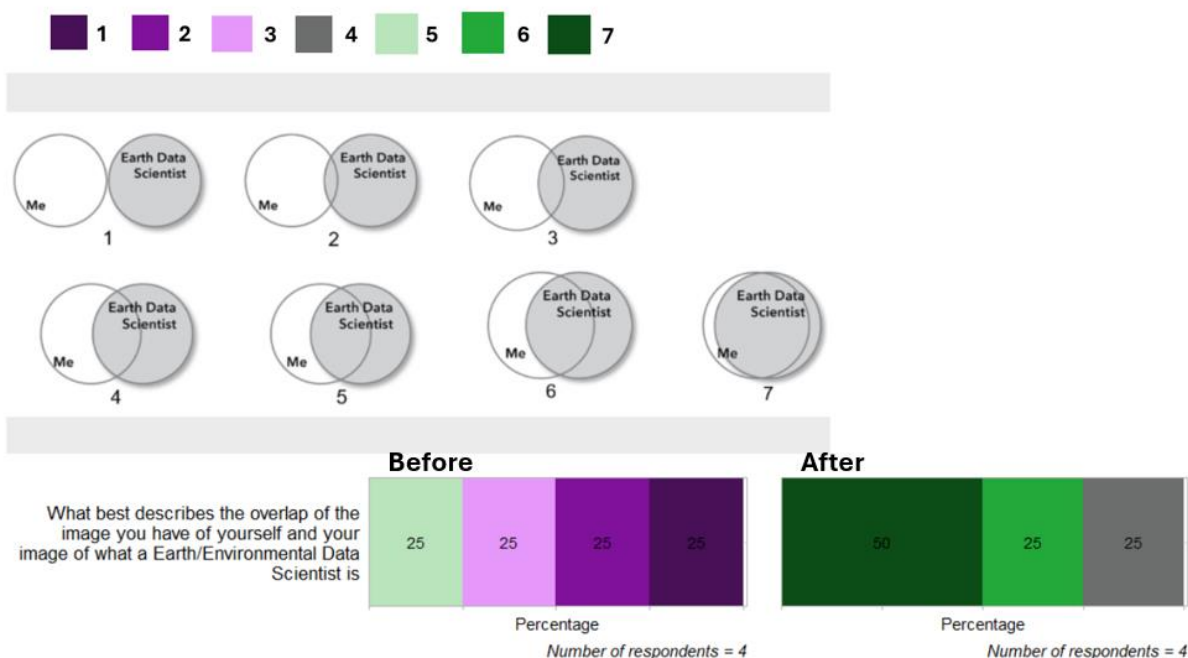 1 2 3 4 5 6 7
Earth Data
Scientist
Me
1
Earth Data
Scientist
Me
2
Earth Data
Scientist
Me
3
Earth Data
Scientist
Me
4
Earth Data
Scientist
Me
5
Earth Data
Scientist
Me
6
Earth Data
Scientist
Me
7
Before
After
What best describes the overlap of the
image you have of yourself and your
image of what a Earth/Environmental Data
Scientist is
25 25 25 25
50 25 25
Percentage
Percentage
Number of respondents = 4
Number of respondents = 4